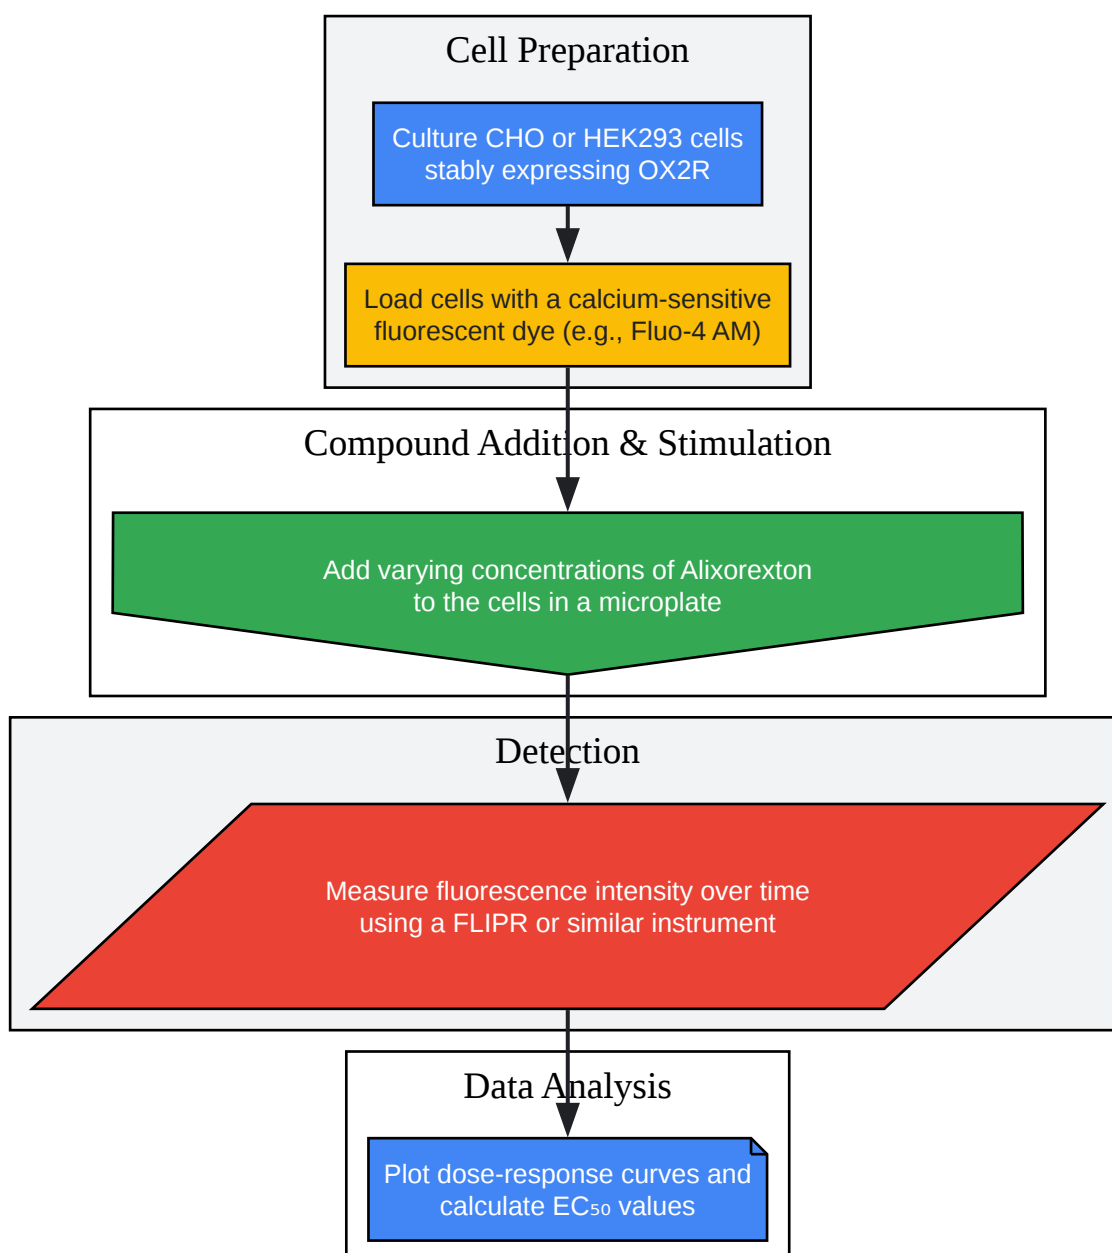 Cell Preparation
Culture CHO or HEK293 cells
stably expressing OX2R
Load cells with a calcium-sensitive
fluorescent dye (e.g., Fluo-4 AM)
Compound Addition & Stimulation
Add varying concentrations of Alixorexton
to the cells in a microplate
Detection
Measure fluorescence intensity over time
using a FLIPR or similar instrument
Data Analysis
Plot dose-response curves and
calculate EC₅₀ values